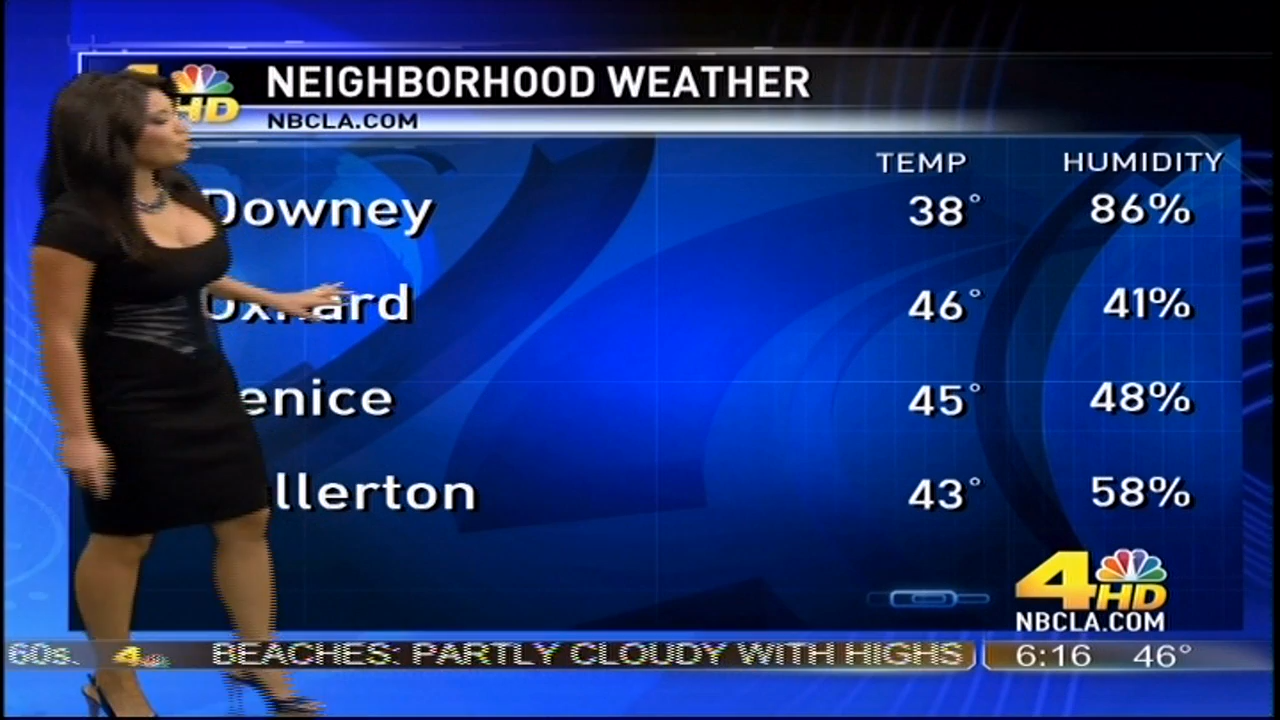 4 HD NEIGHBORHOOD WEATHER
NBCLA.COM
TEMP HUMIDITY
Downey 38° 86%
46° 41%
45° 48%
43° 58%
4 HD
NBCLA.COM
60s. 4 BEACHES: PARTLY CLOUDY WITH HIGHS 6:16 46°